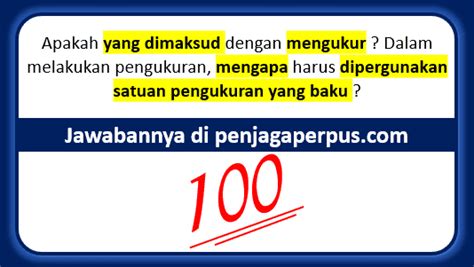 Apakah yang dimaksud dengan mengukur ? Dalam
melakukan pengukuran, mengapa harus dipergunakan
satuan pengukuran yang baku ?
Jawabannya di penjagaperpus.com
100